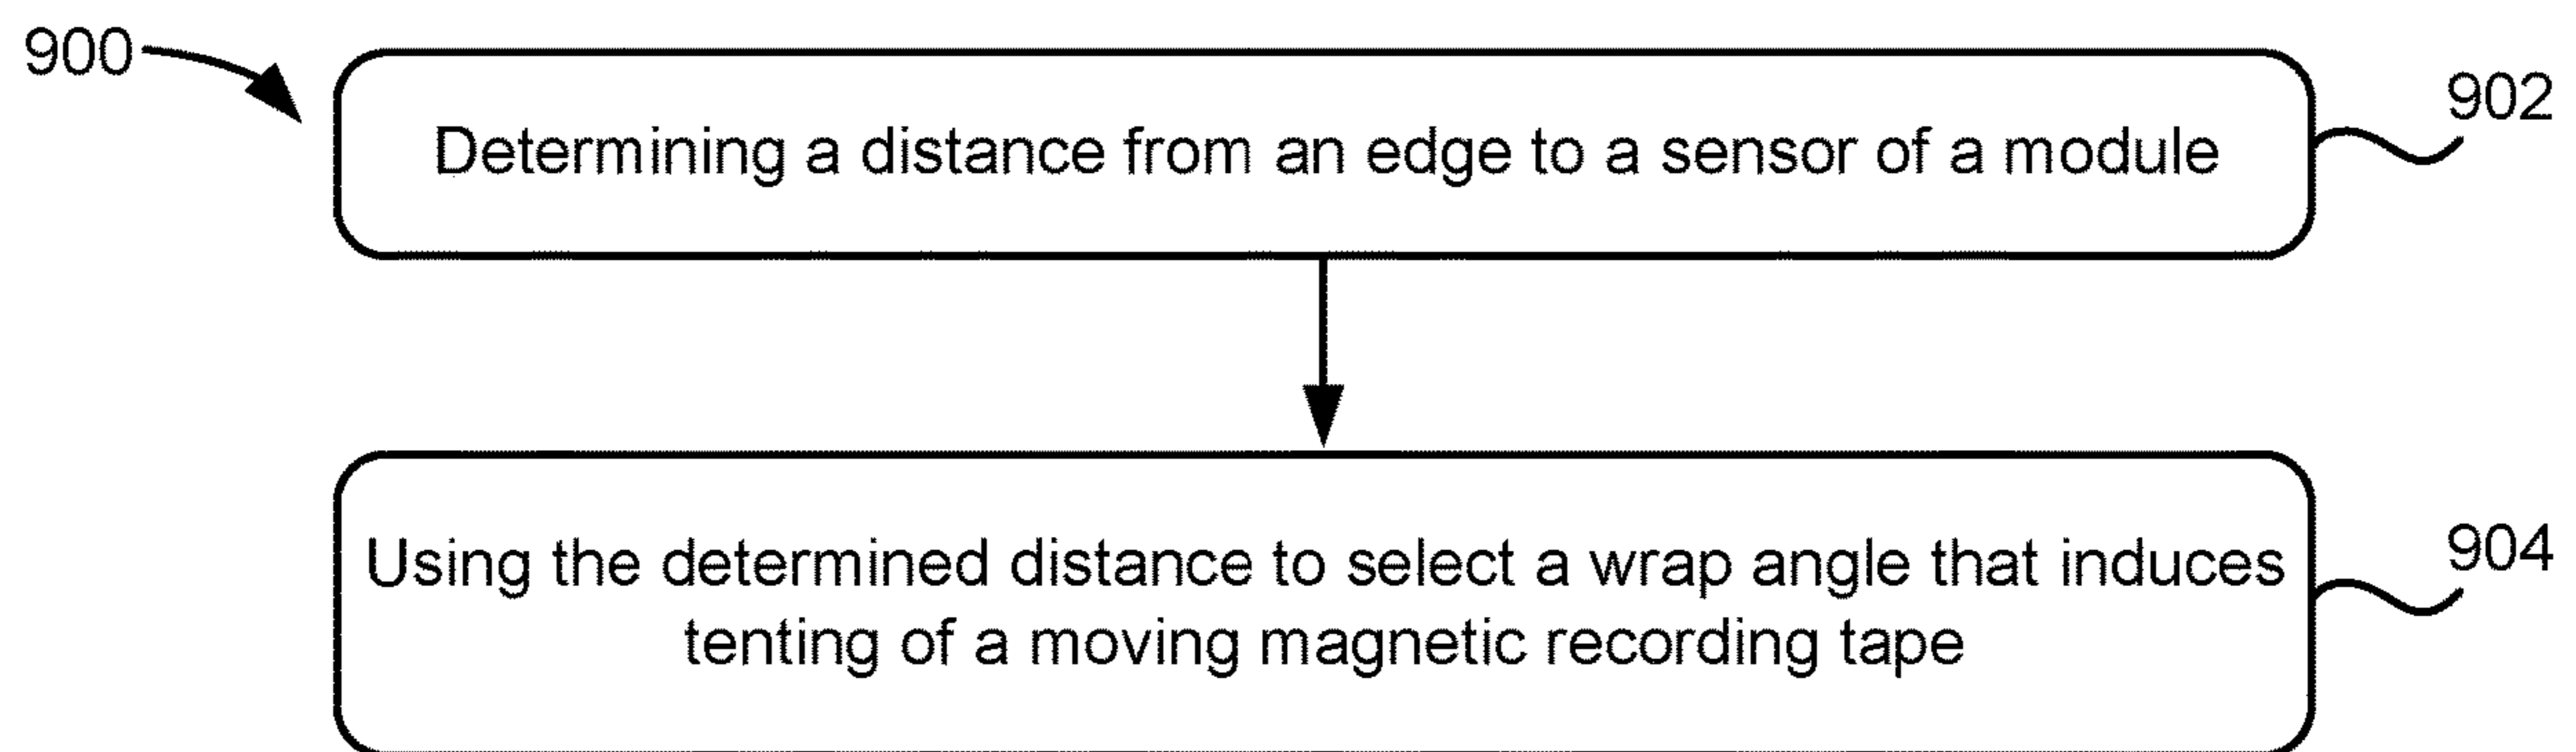 900
902
Determining a distance from an edge to a sensor of a module
904
Using the determined distance to select a wrap angle that induces
tenting of a moving magnetic recording tape